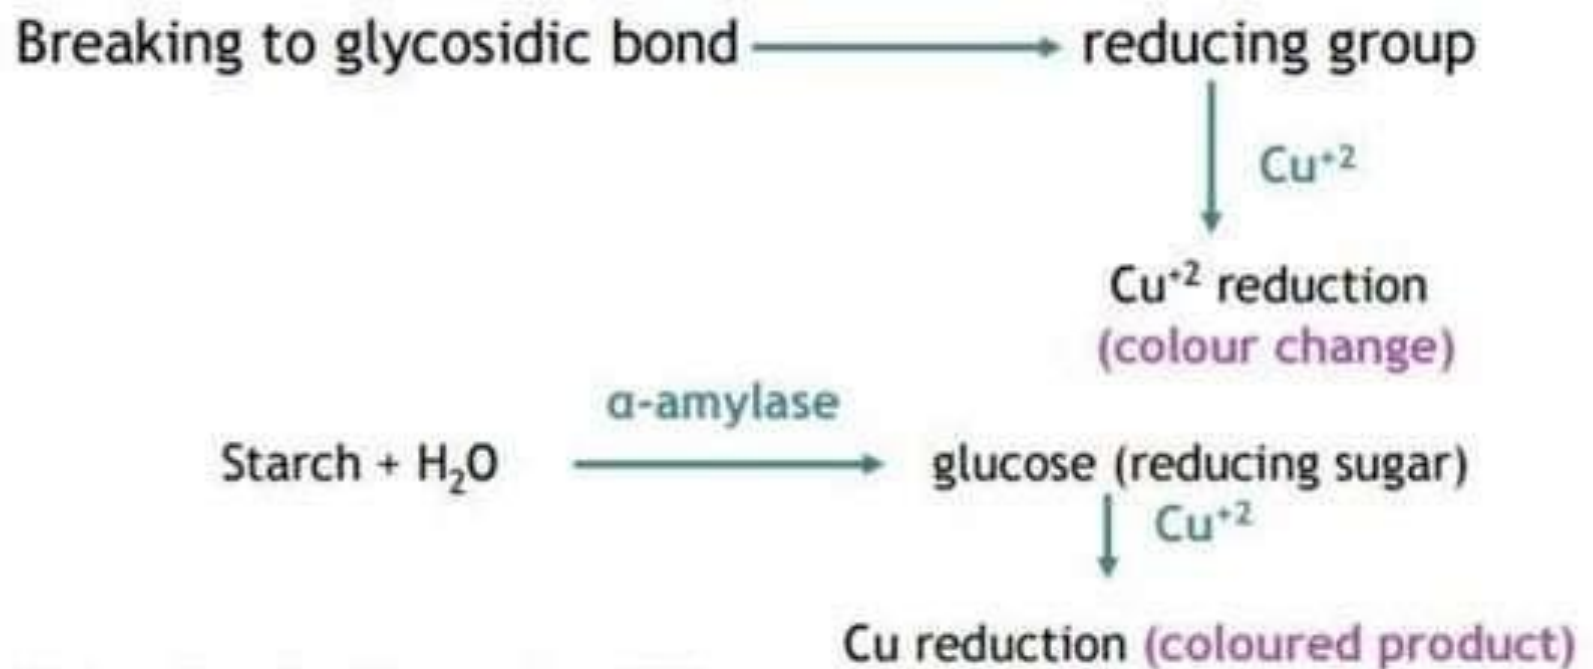 Breaking to glycosidic bond → reducing group
Cu⁺²
Cu⁺² reduction
(colour change)
α-amylase
Starch + H₂O → glucose (reducing sugar)
Cu⁺²
Cu reduction (coloured product)